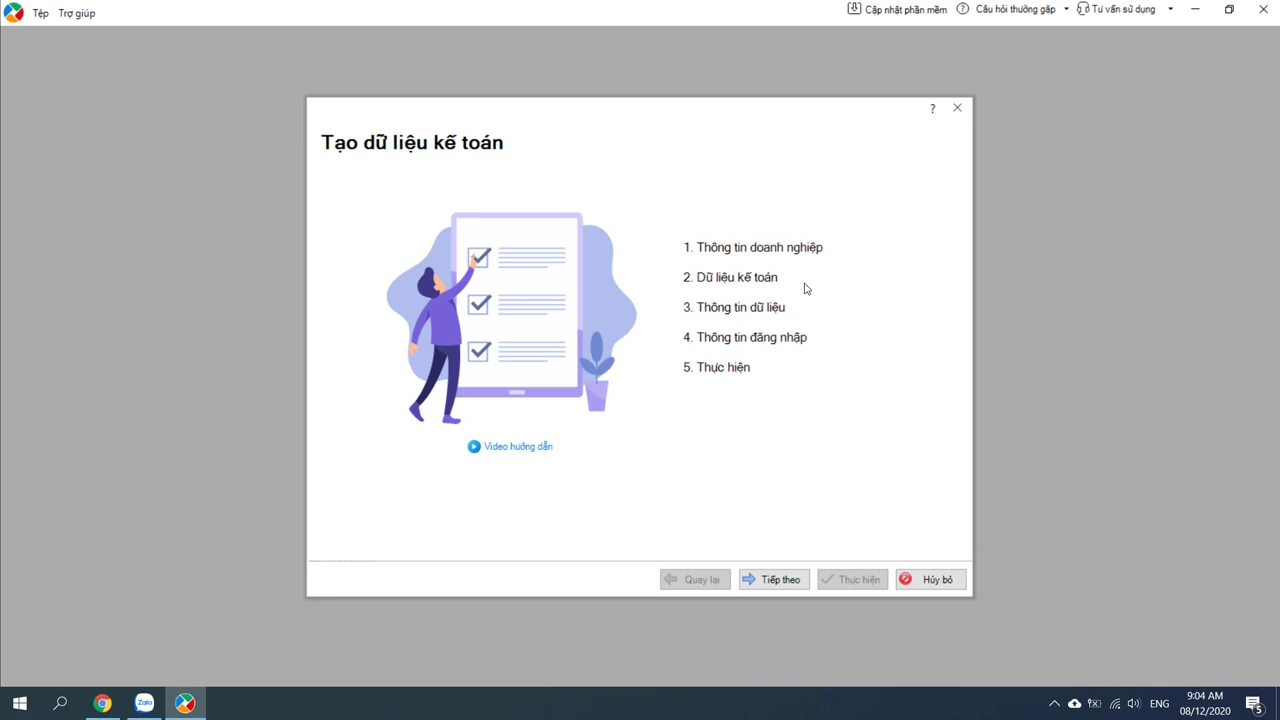 Tệp Trợ giúp Cập nhật phần mềm Câu hỏi thường gặp Tư vấn sử dụng
?
Tạo dữ liệu kế toán
1. Thông tin doanh nghiệp
2. Dữ liệu kế toán
3. Thông tin dữ liệu
4. Thông tin đăng nhập
5. Thực hiện
Video hướng dẫn
Quay lại Tiếp theo Thực hiện Hủy bỏ
Zalo
ENG
9:04 AM
08/12/2020
5